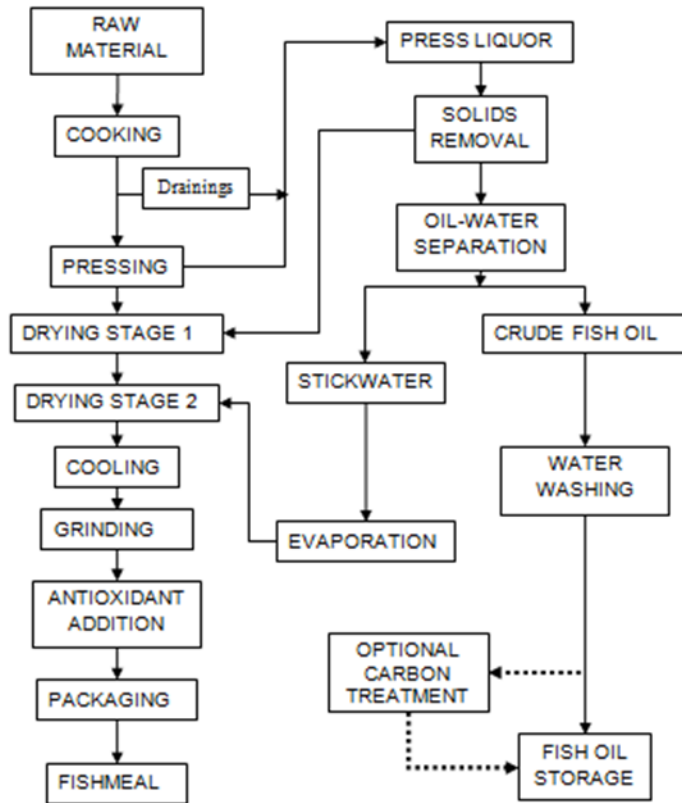 RAW
MATERIAL
COOKING
Drainings
PRESSING
DRYING STAGE 1
DRYING STAGE 2
COOLING
GRINDING
ANTIOXIDANT
ADDITION
PACKAGING
FISHMEAL
PRESS LIQUOR
SOLIDS
REMOVAL
OIL-WATER
SEPARATION
STICKWATER
EVAPORATION
CRUDE FISH OIL
WATER
WASHING
OPTIONAL
CARBON
TREATMENT
FISH OIL
STORAGE